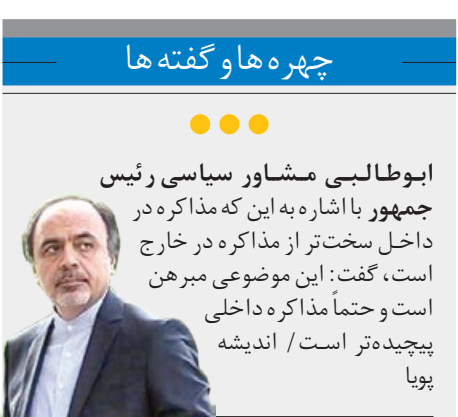 چهره‌ها و گفته‌ها
ابوطالبی مشاور سیاسی رئیس
جمهور با اشاره به این که مذاکره در
داخل سخت‌تر از مذاکره در خارج
است، گفت: این موضوعی مبرهن
است و حتماً مذاکره داخلی
پیچیده‌تر است/ اندیشه
پویا